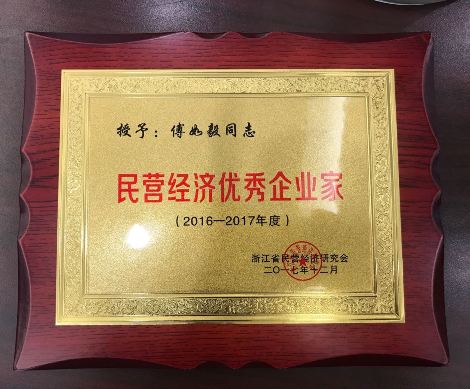 授予：傅如毅同志
民营经济优秀企业家
（2016—2017年度）
浙江省民营经济研究会
二〇一七年十二月